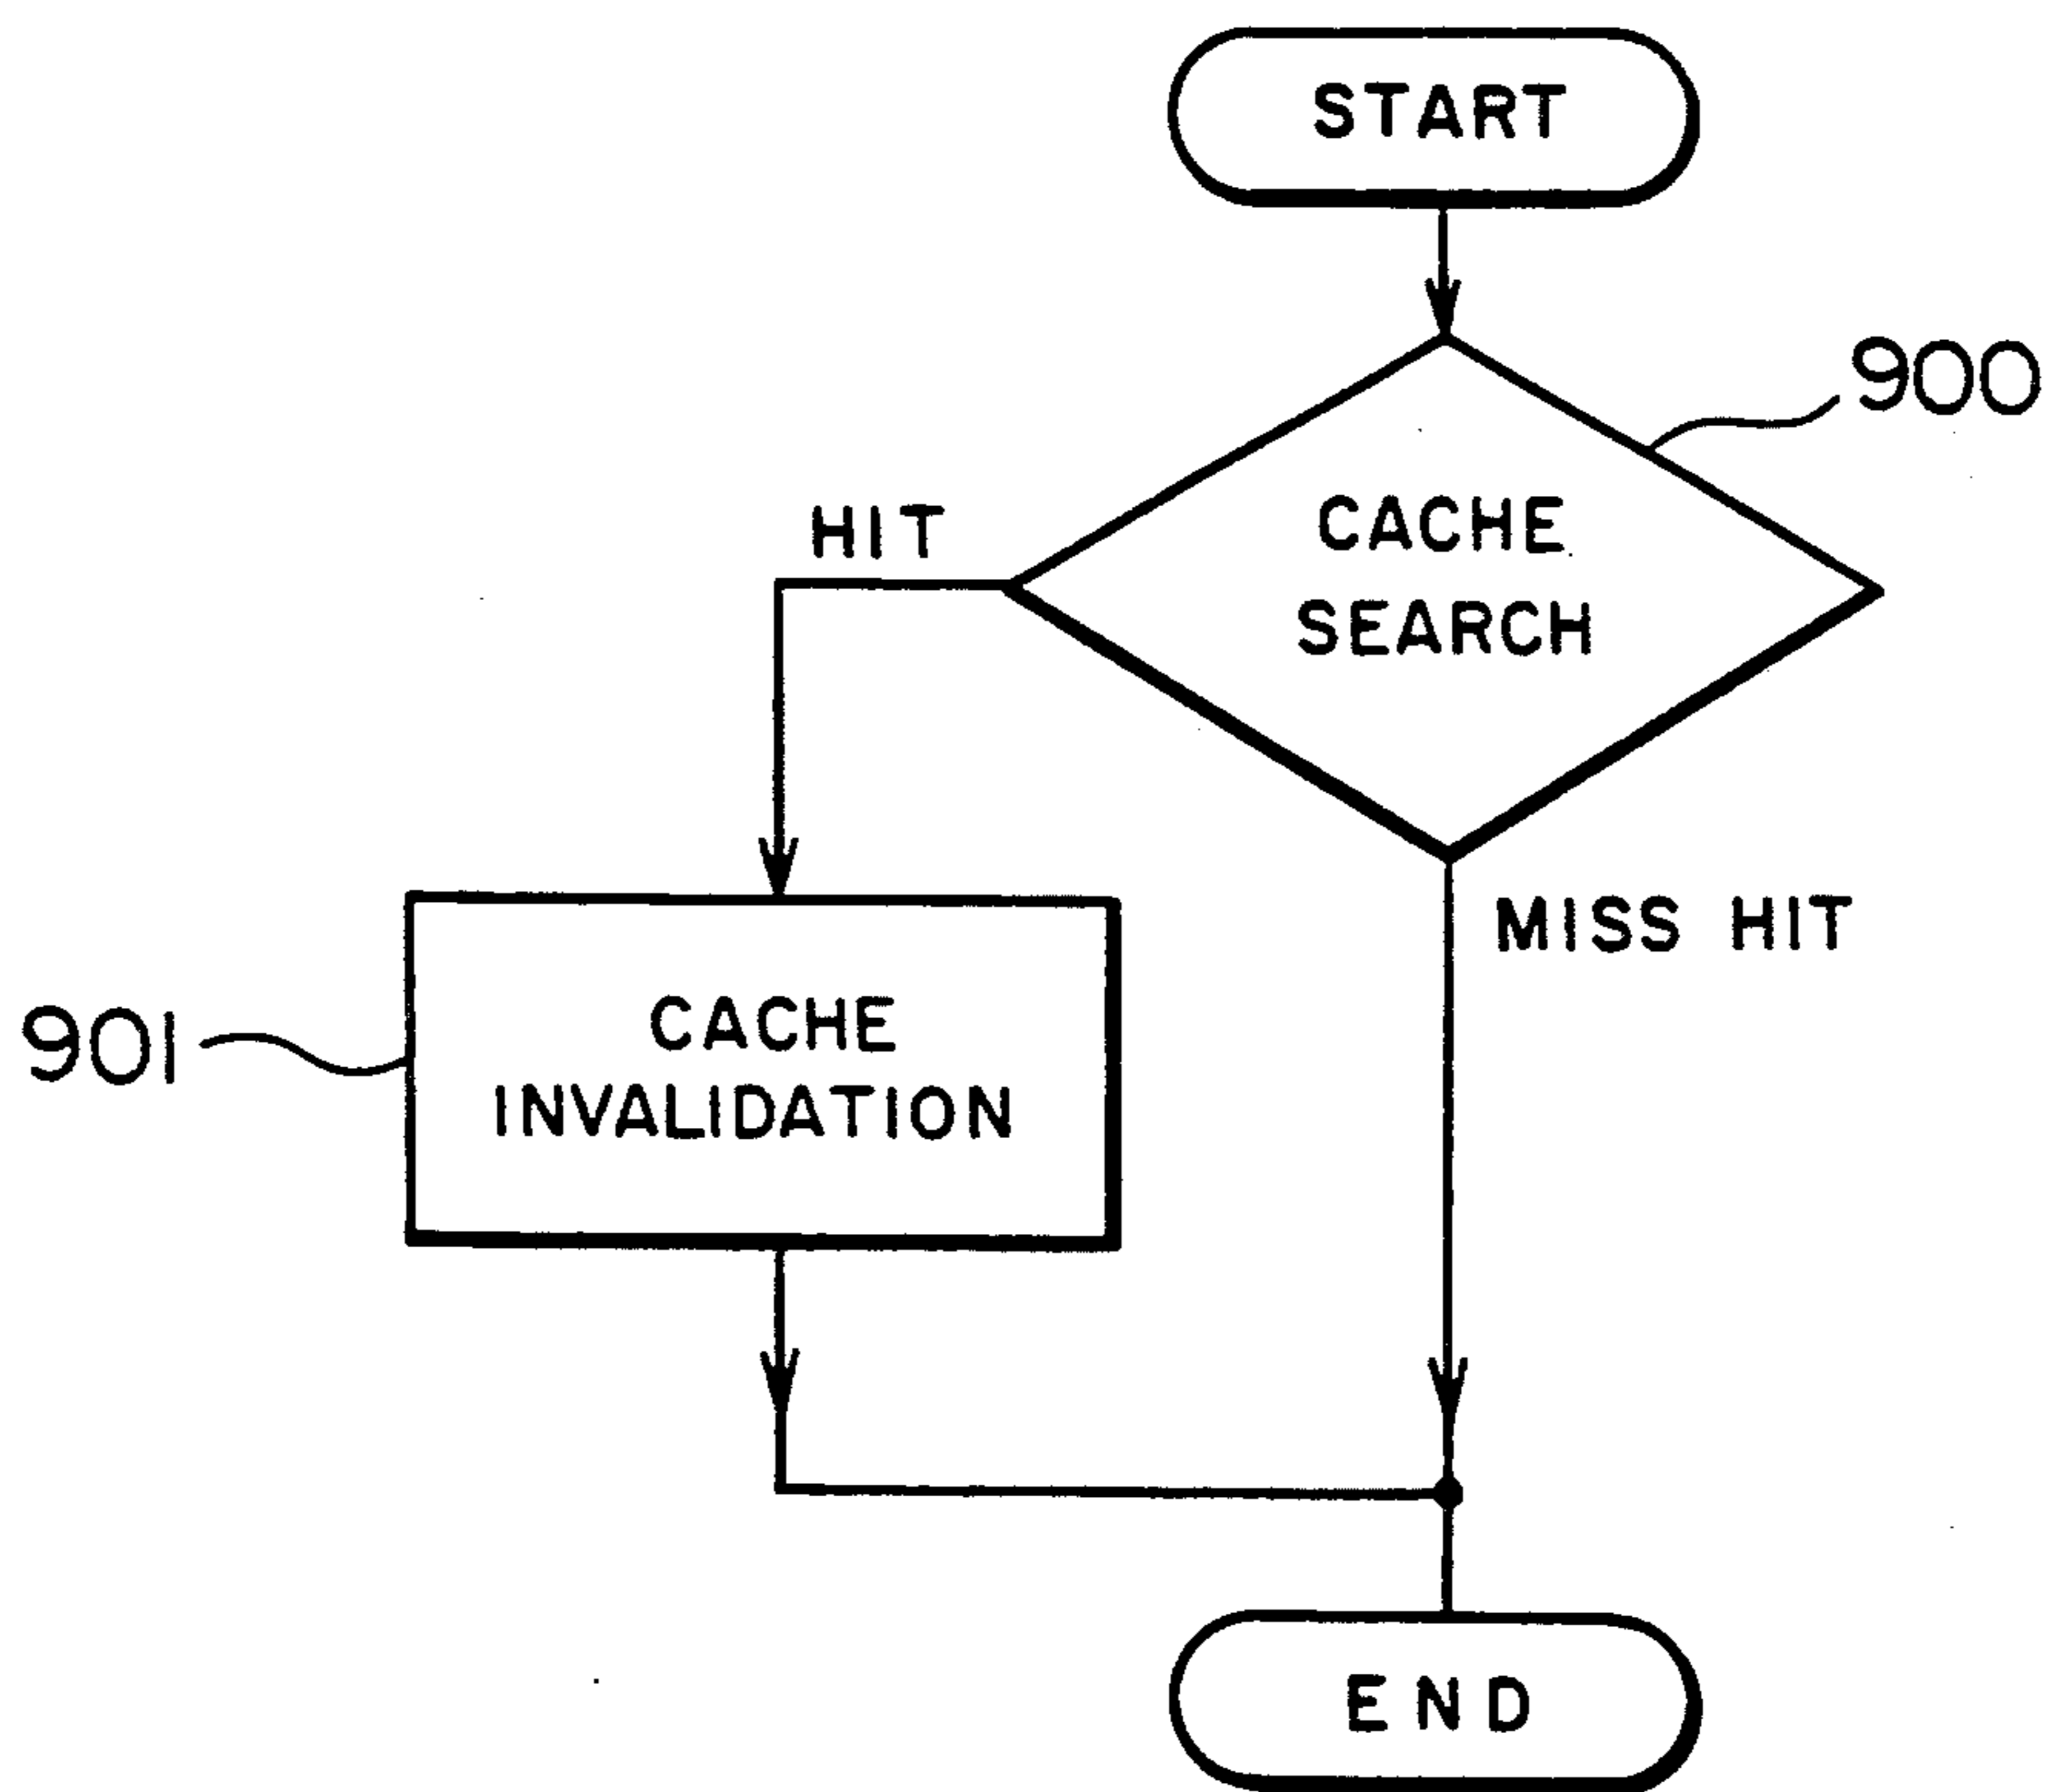 START
900
CACHE
SEARCH
HIT
MISS HIT
901
CACHE
INVALIDATION
END